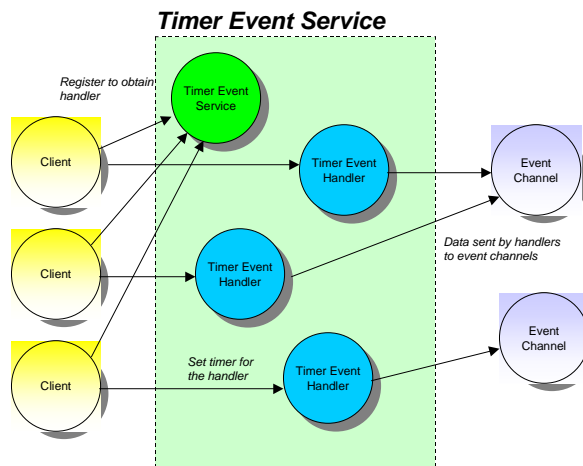 Timer Event Service
Register to obtain
handler
Timer Event
Service
Client
Timer Event
Handler
Event
Channel
Data sent by handlers
to event channels
Client
Timer Event
Handler
Client
Set timer for
the handler
Timer Event
Handler
Event
Channel